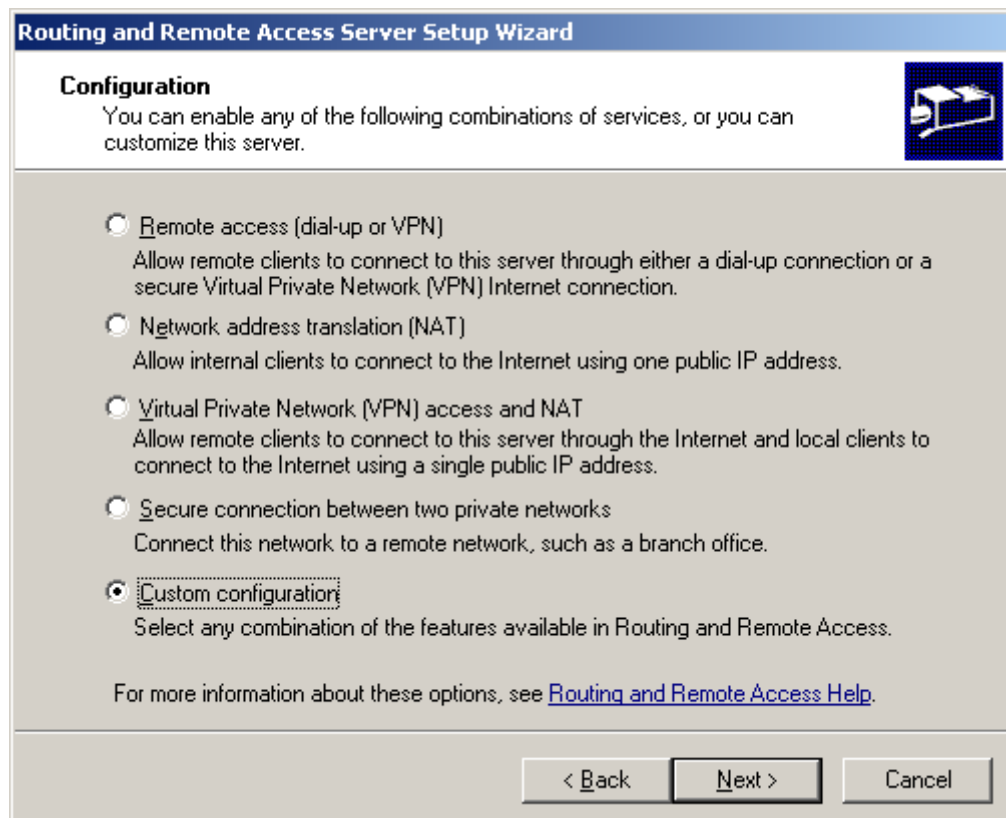 Routing and Remote Access Server Setup Wizard
Configuration
You can enable any of the following combinations of services, or you can
customize this server.
Remote access (dial-up or VPN)
Allow remote clients to connect to this server through either a dial-up connection or a
secure Virtual Private Network (VPN) Internet connection.
Network address translation (NAT)
Allow internal clients to connect to the Internet using one public IP address.
Virtual Private Network (VPN) access and NAT
Allow remote clients to connect to this server through the Internet and local clients to
connect to the Internet using a single public IP address.
Secure connection between two private networks
Connect this network to a remote network, such as a branch office.
Custom configuration
Select any combination of the features available in Routing and Remote Access.
For more information about these options, see Routing and Remote Access Help.
< Back Next > Cancel